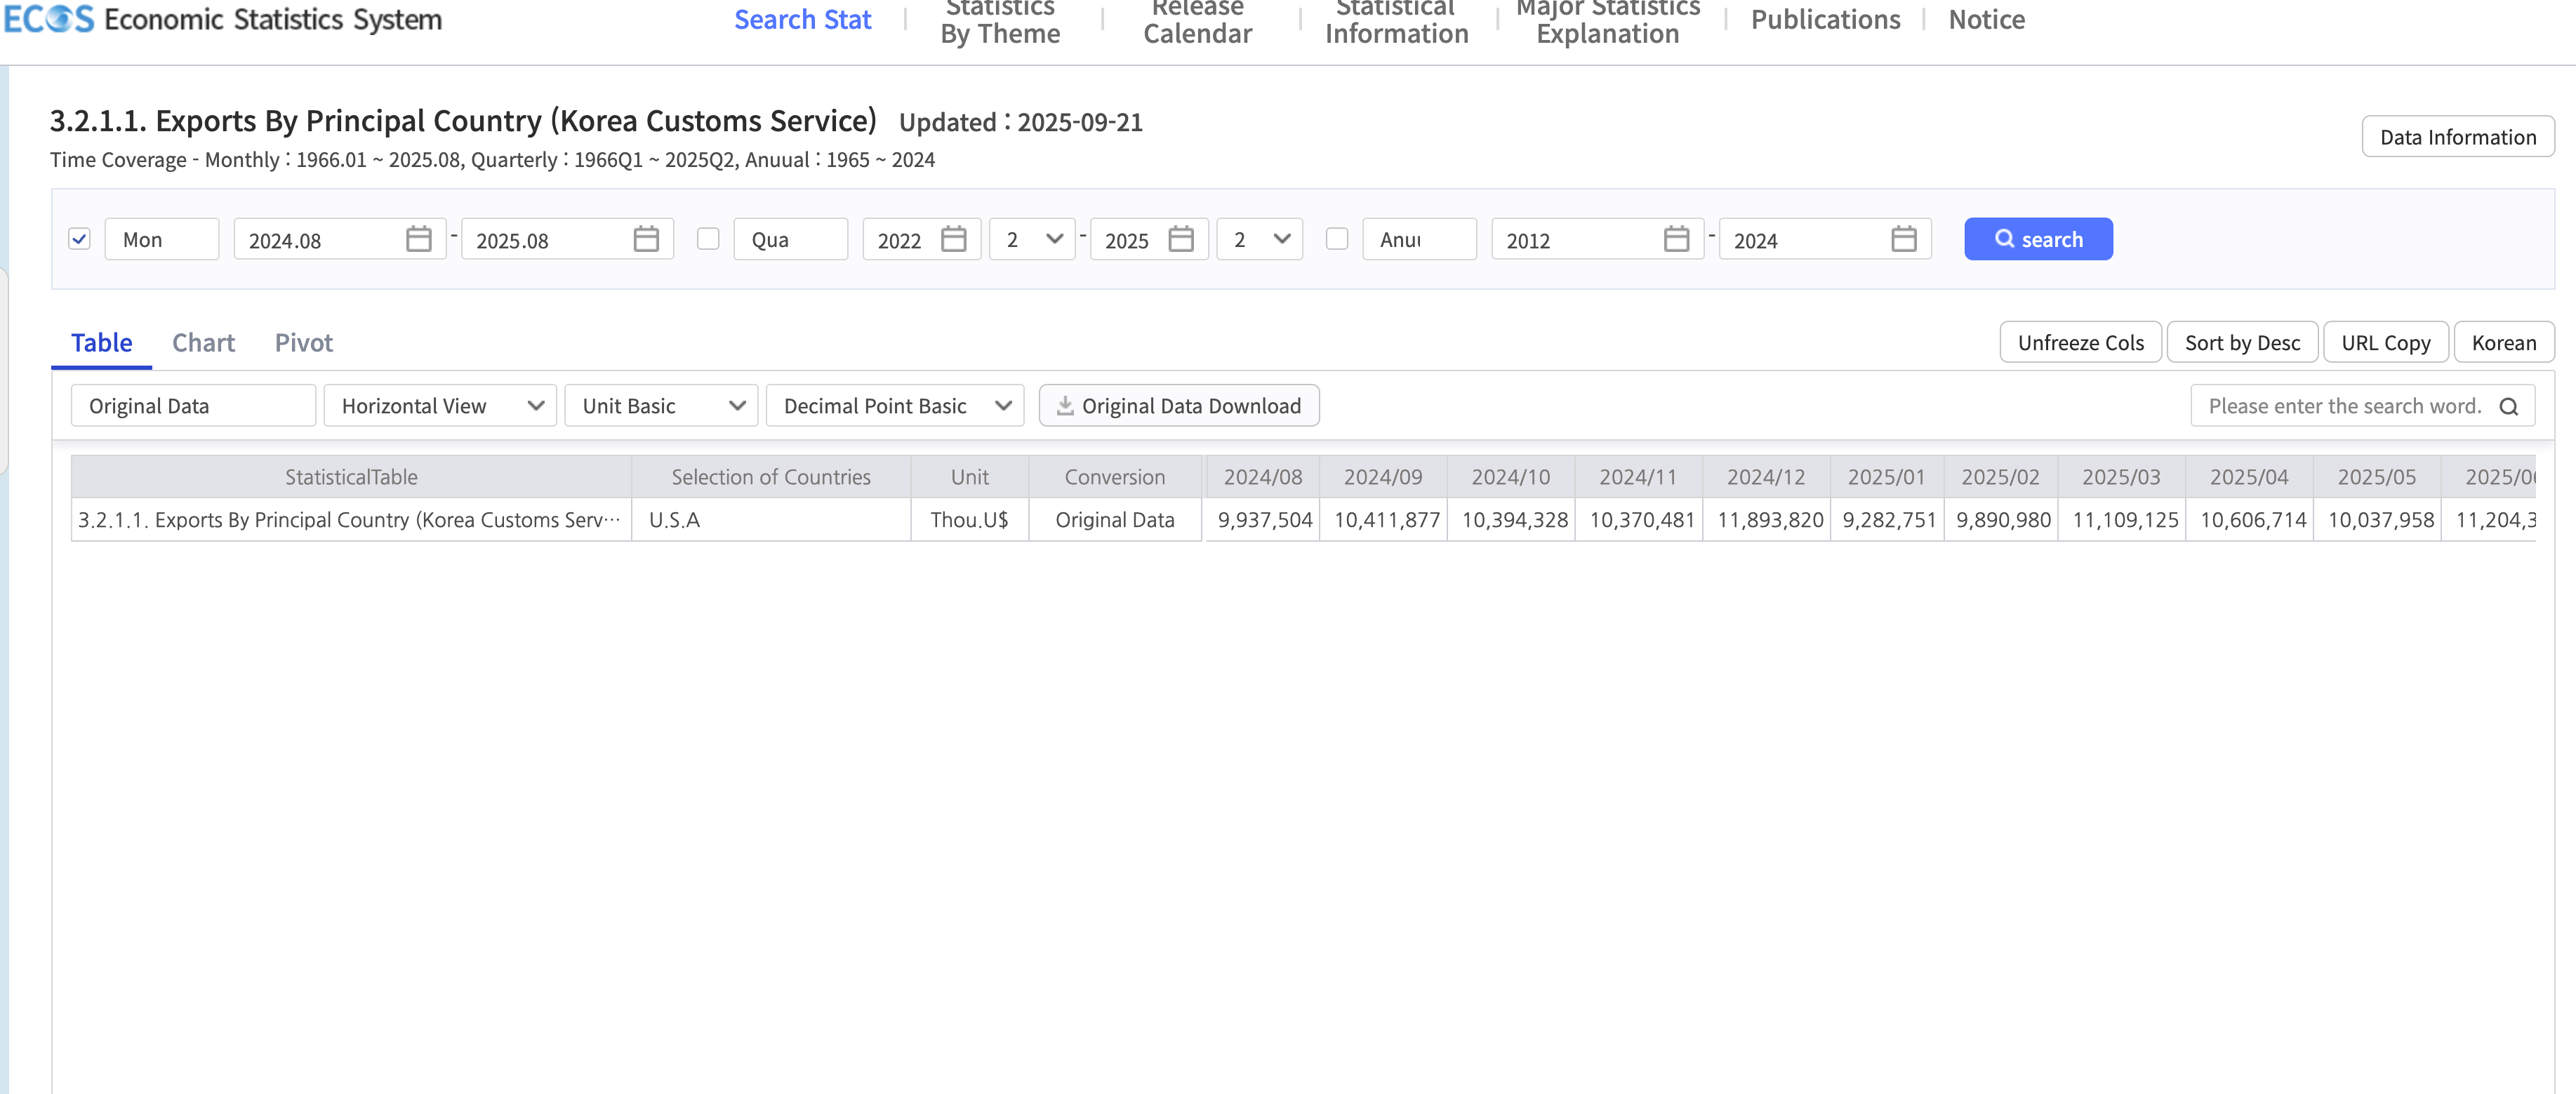 ECOS Economic Statistics System
Search Stat
Statistics
By Theme
Release
Calendar
Statistical
Information
Major Statistics
Explanation
Publications
Notice
3.2.1.1. Exports By Principal Country (Korea Customs Service) Updated : 2025-09-21
Data Information
Time Coverage - Monthly : 1966.01 ~ 2025.08, Quarterly : 1966Q1 ~ 2025Q2, Anuual : 1965 ~ 2024
Mon 2024.08 - 2025.08 Qua 2022 2 - 2025 2 Anuu 2012 - 2024 search
Table Chart Pivot Unfreeze Cols Sort by Desc URL Copy Korean
Original Data Horizontal View Unit Basic Decimal Point Basic Original Data Download Please enter the search word.
StatisticalTable Selection of Countries Unit Conversion 2024/08 2024/09 2024/10 2024/11 2024/12 2025/01 2025/02 2025/03 2025/04 2025/05 2025/0
3.2.1.1. Exports By Principal Country (Korea Customs Serv··· U.S.A Thou.U$ Original Data 9,937,504 10,411,877 10,394,328 10,370,481 11,893,820 9,282,751 9,890,980 11,109,125 10,606,714 10,037,958 11,204,3